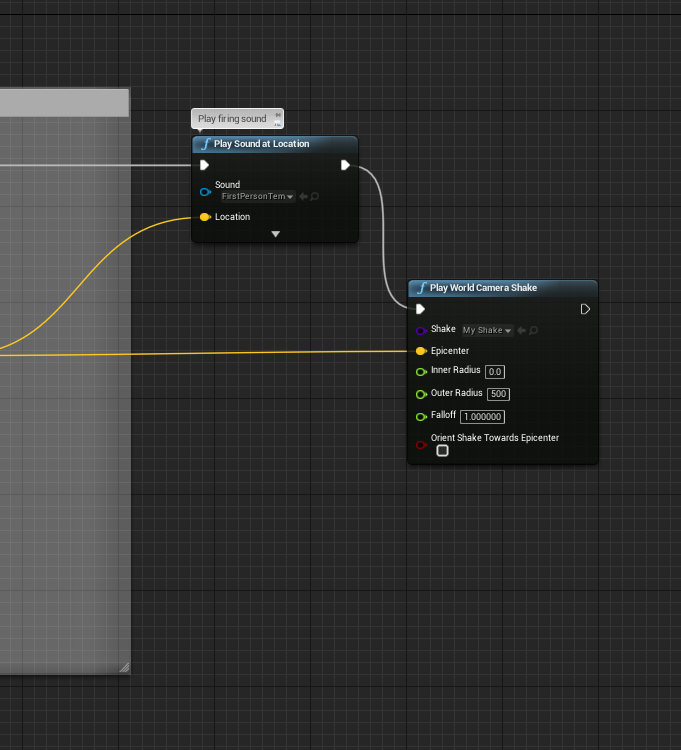 Play firing sound
Play Sound at Location
Sound
FirstPersonTem
Location
Play World Camera Shake
Shake My Shake
Epicenter
Inner Radius 0.0
Outer Radius 500
Falloff 1.000000
Orient Shake Towards Epicenter